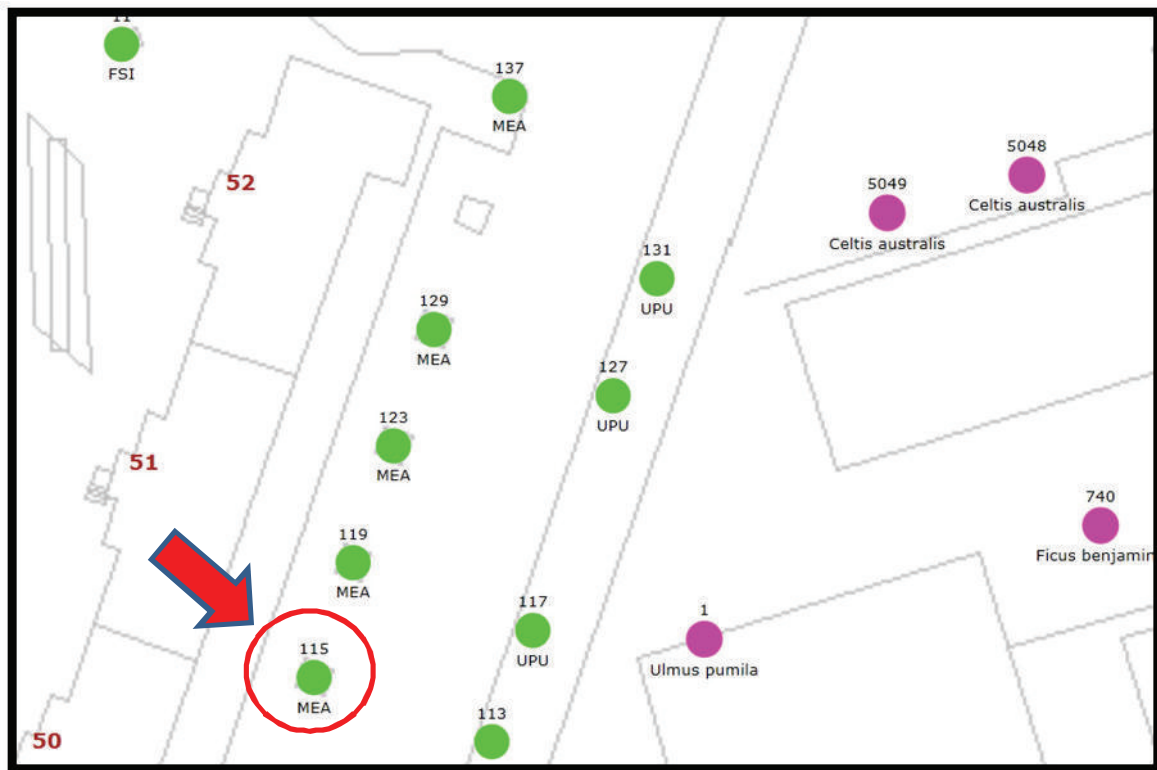 11
FSI
137
MEA
52
5048
Celtis australis
5049
Celtis australis
131
UPU
129
MEA
127
UPU
123
MEA
51
740
Ficus benjamin
119
MEA
117
UPU
1
Ulmus pumila
115
MEA
113
50